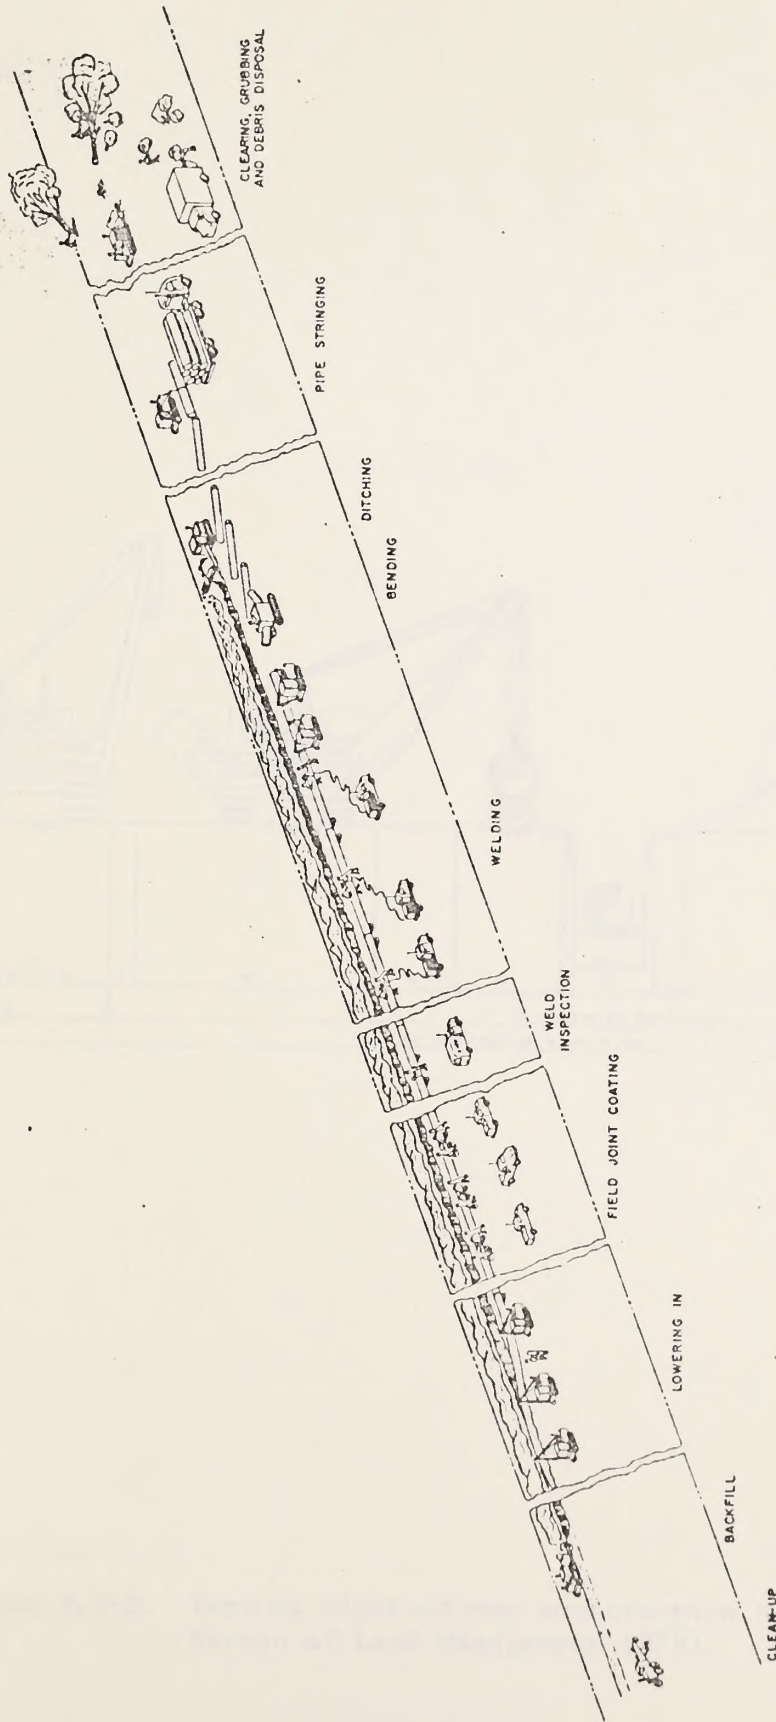 CLEARING, GRUBBING
AND DEBRIS DISPOSAL
PIPE STRINGING
DITCHING
BENDING
WELDING
WELD
INSPECTION
FIELD JOINT COATING
LOWERING IN
BACKFILL
CLEAN-UP